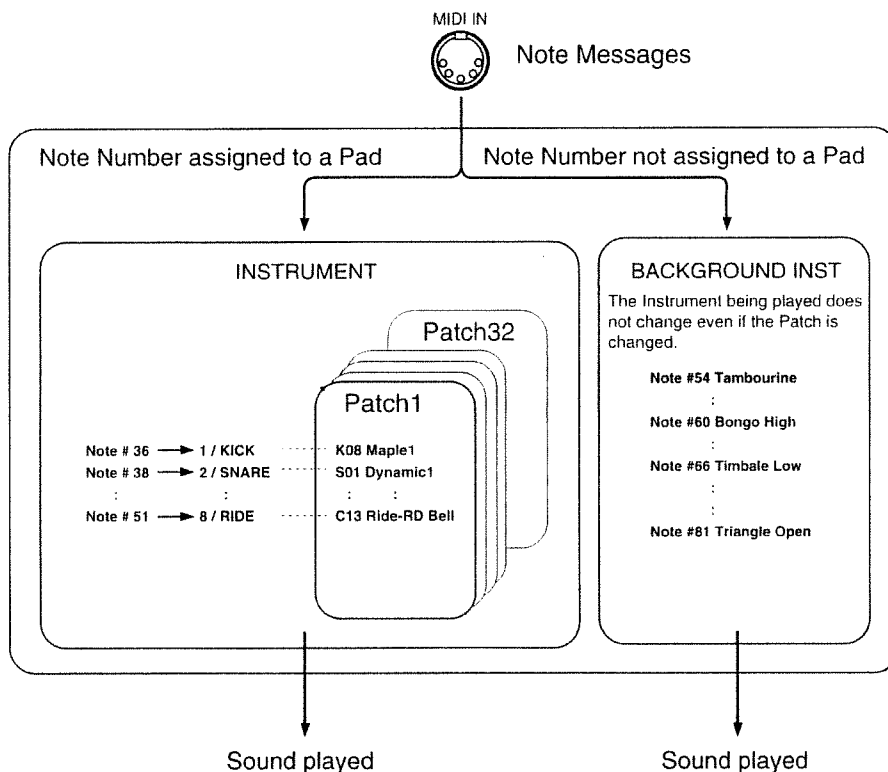 MIDI IN
Note Messages
Note Number assigned to a Pad
Note Number not assigned to a Pad
INSTRUMENT
Patch32
Patch1
Note # 36 1 / KICK K08 Maple1
Note # 38 2 / SNARE S01 Dynamic1
: : : :
Note # 51 8 / RIDE C13 Ride-RD Bell
BACKGROUND INST
The Instrument being played does
not change even if the Patch is
changed.
Note #54 Tambourine
:
Note #60 Bongo High
:
Note #66 Timbale Low
:
:
Note #81 Triangle Open
Sound played
Sound played